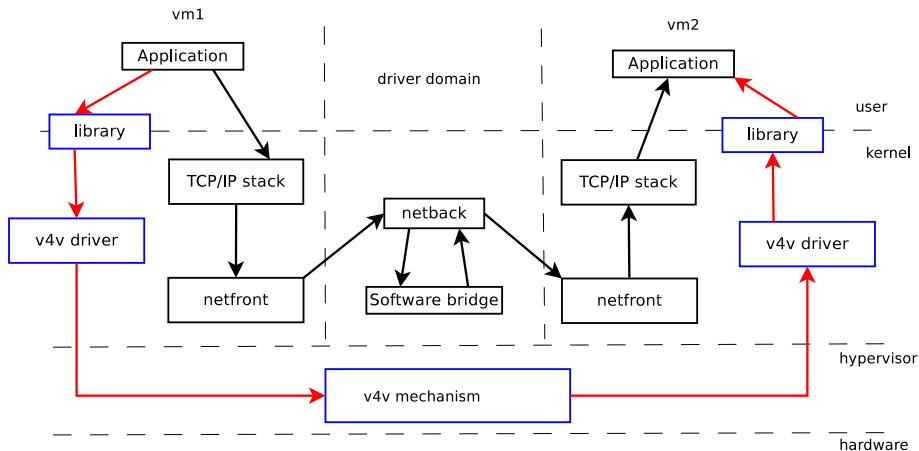 vm1
vm2
Application
driver domain
Application
user
library
library
kernel
TCP/IP stack
TCP/IP stack
netback
v4v driver
v4v driver
netfront
Software bridge
netfront
hypervisor
v4v mechanism
hardware